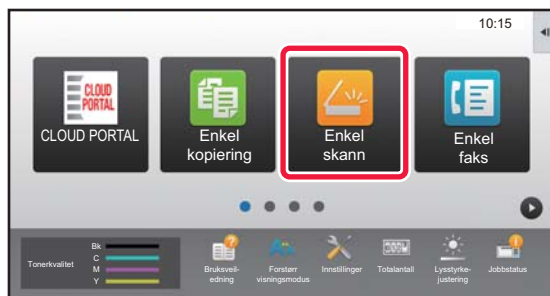 10:15
CLOUD
PORTAL
CLOUD PORTAL
Enkel
kopiering
Enkel
skann
Enkel
faks
Tonerkvalitet
Bk
C
M
Y
Bruksveil-
edning
Forstørr
visningsmodus
Innstillinger
Totalantall
Lysstyrke-
justering
Jobbstatus